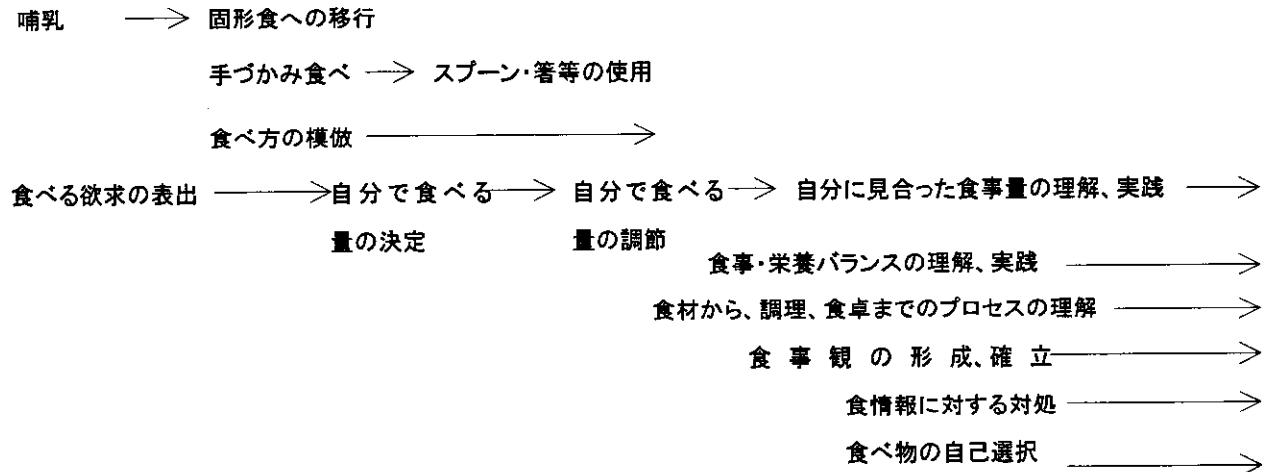 哺乳 → 固形食への移行
手づかみ食べ → スプーン・箸等の使用
食べ方の模倣 →
食べる欲求の表出 → 自分で食べる → 自分で食べる → 自分に見合った食事量の理解、実践 →
量の決定 量の調節
食事・栄養バランスの理解、実践 →
食材から、調理、食卓までのプロセスの理解 →
食事観の形成、確立 →
食情報に対する対処 →
食べ物の自己選択 →